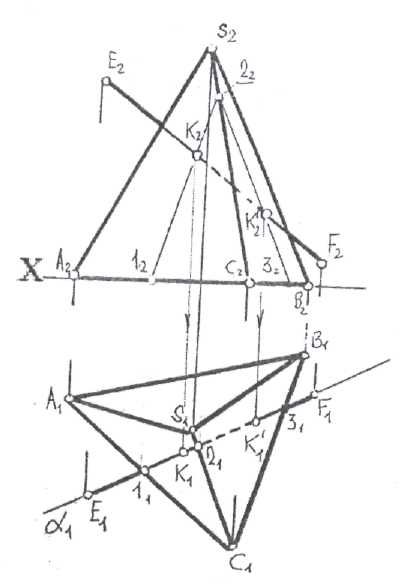 S₂
E₂
2₂
K₂
K'₂
F₂
X
A₂
1₂
C₂
3₂
B₂
B₁
A₁
S₁
F₁
3₁
K'₁
2₁
K₁
1₁
E₁
α₁
C₁